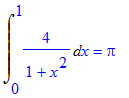 ∫₀¹ 4/(1 + x²) dx = π